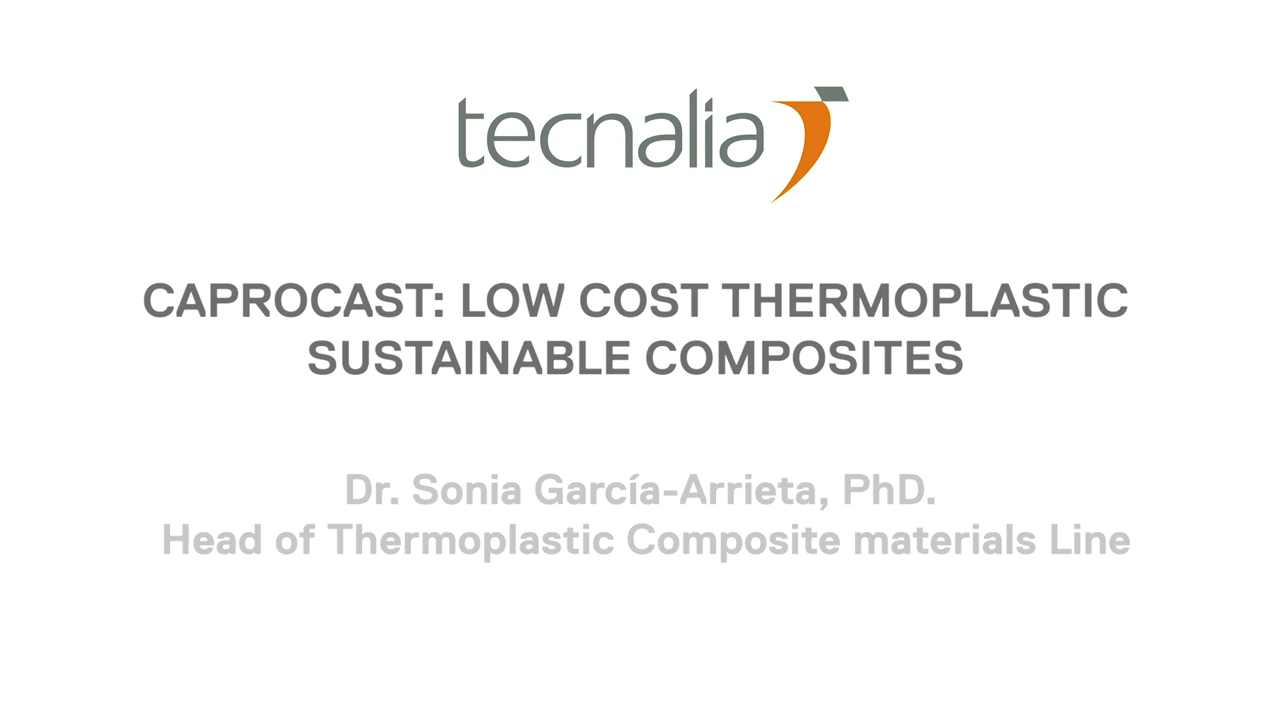 tecnalia
CAPROCAST: LOW COST THERMOPLASTIC
SUSTAINABLE COMPOSITES
Dr. Sonia García-Arrieta, PhD.
Head of Thermoplastic Composite materials Line